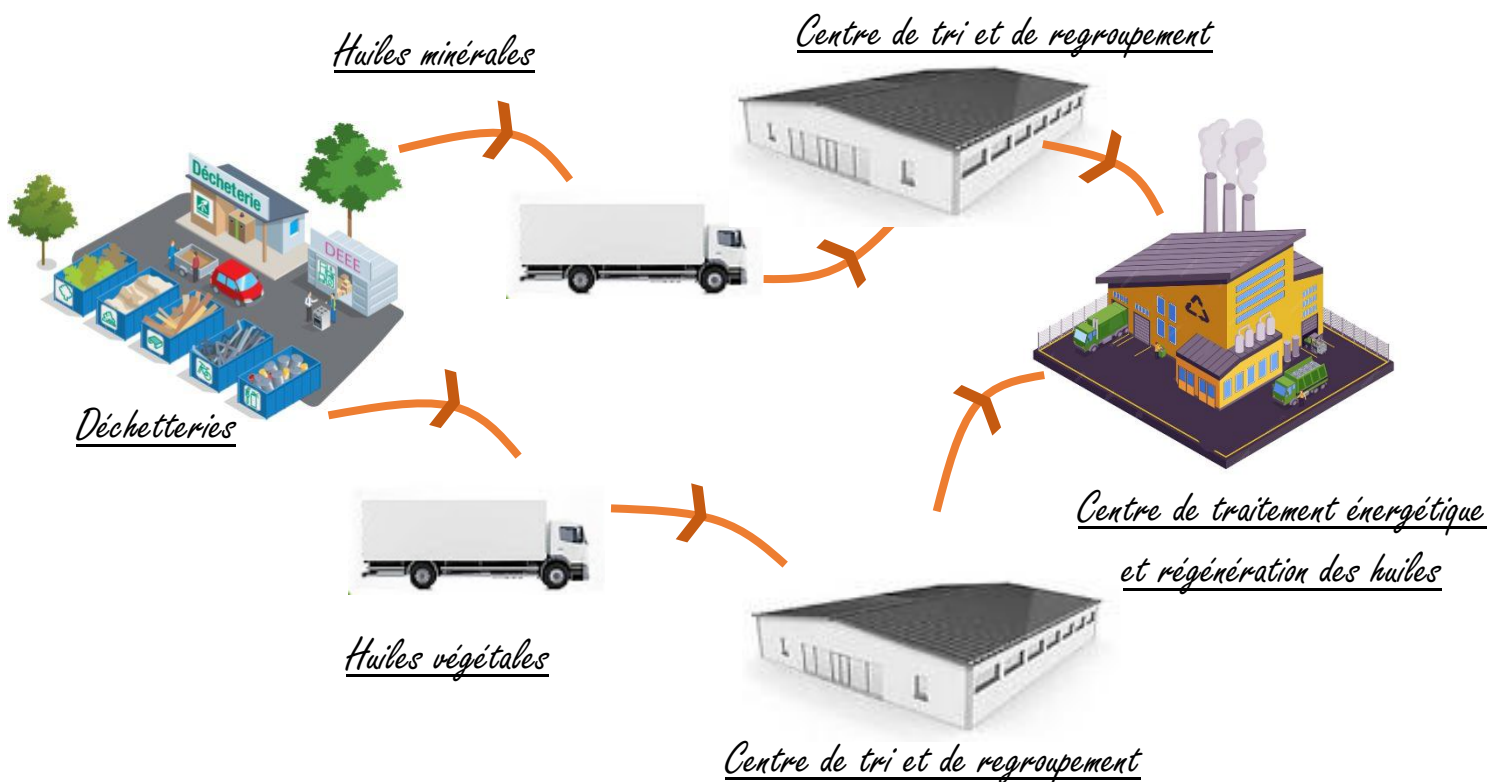 Huiles minérales
Centre de tri et de regroupement
Décheterie
DEEE
Déchetteries
Centre de traitement énergétique
et régénération des huiles
Huiles végétales
Centre de tri et de regroupement